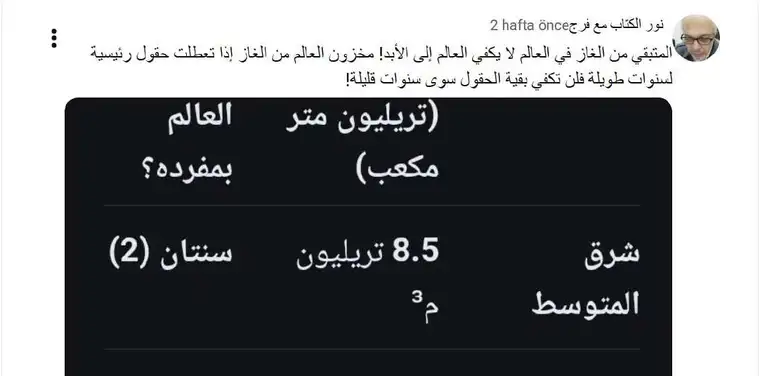 نور الكتاب مع فرج 2 hafta önce
المتبقي من الغاز في العالم لا يكفي العالم إلى الأبد! مخزون العالم من الغاز إذا تعطلت حقول رئيسية
لسنوات طويلة فلن تكفي بقية الحقول سوى سنوات قليلة!
(تريليون متر العالم
مكعب) بمفرده؟
شرق 8.5 تريليون سنتان (2)
المتوسط م³